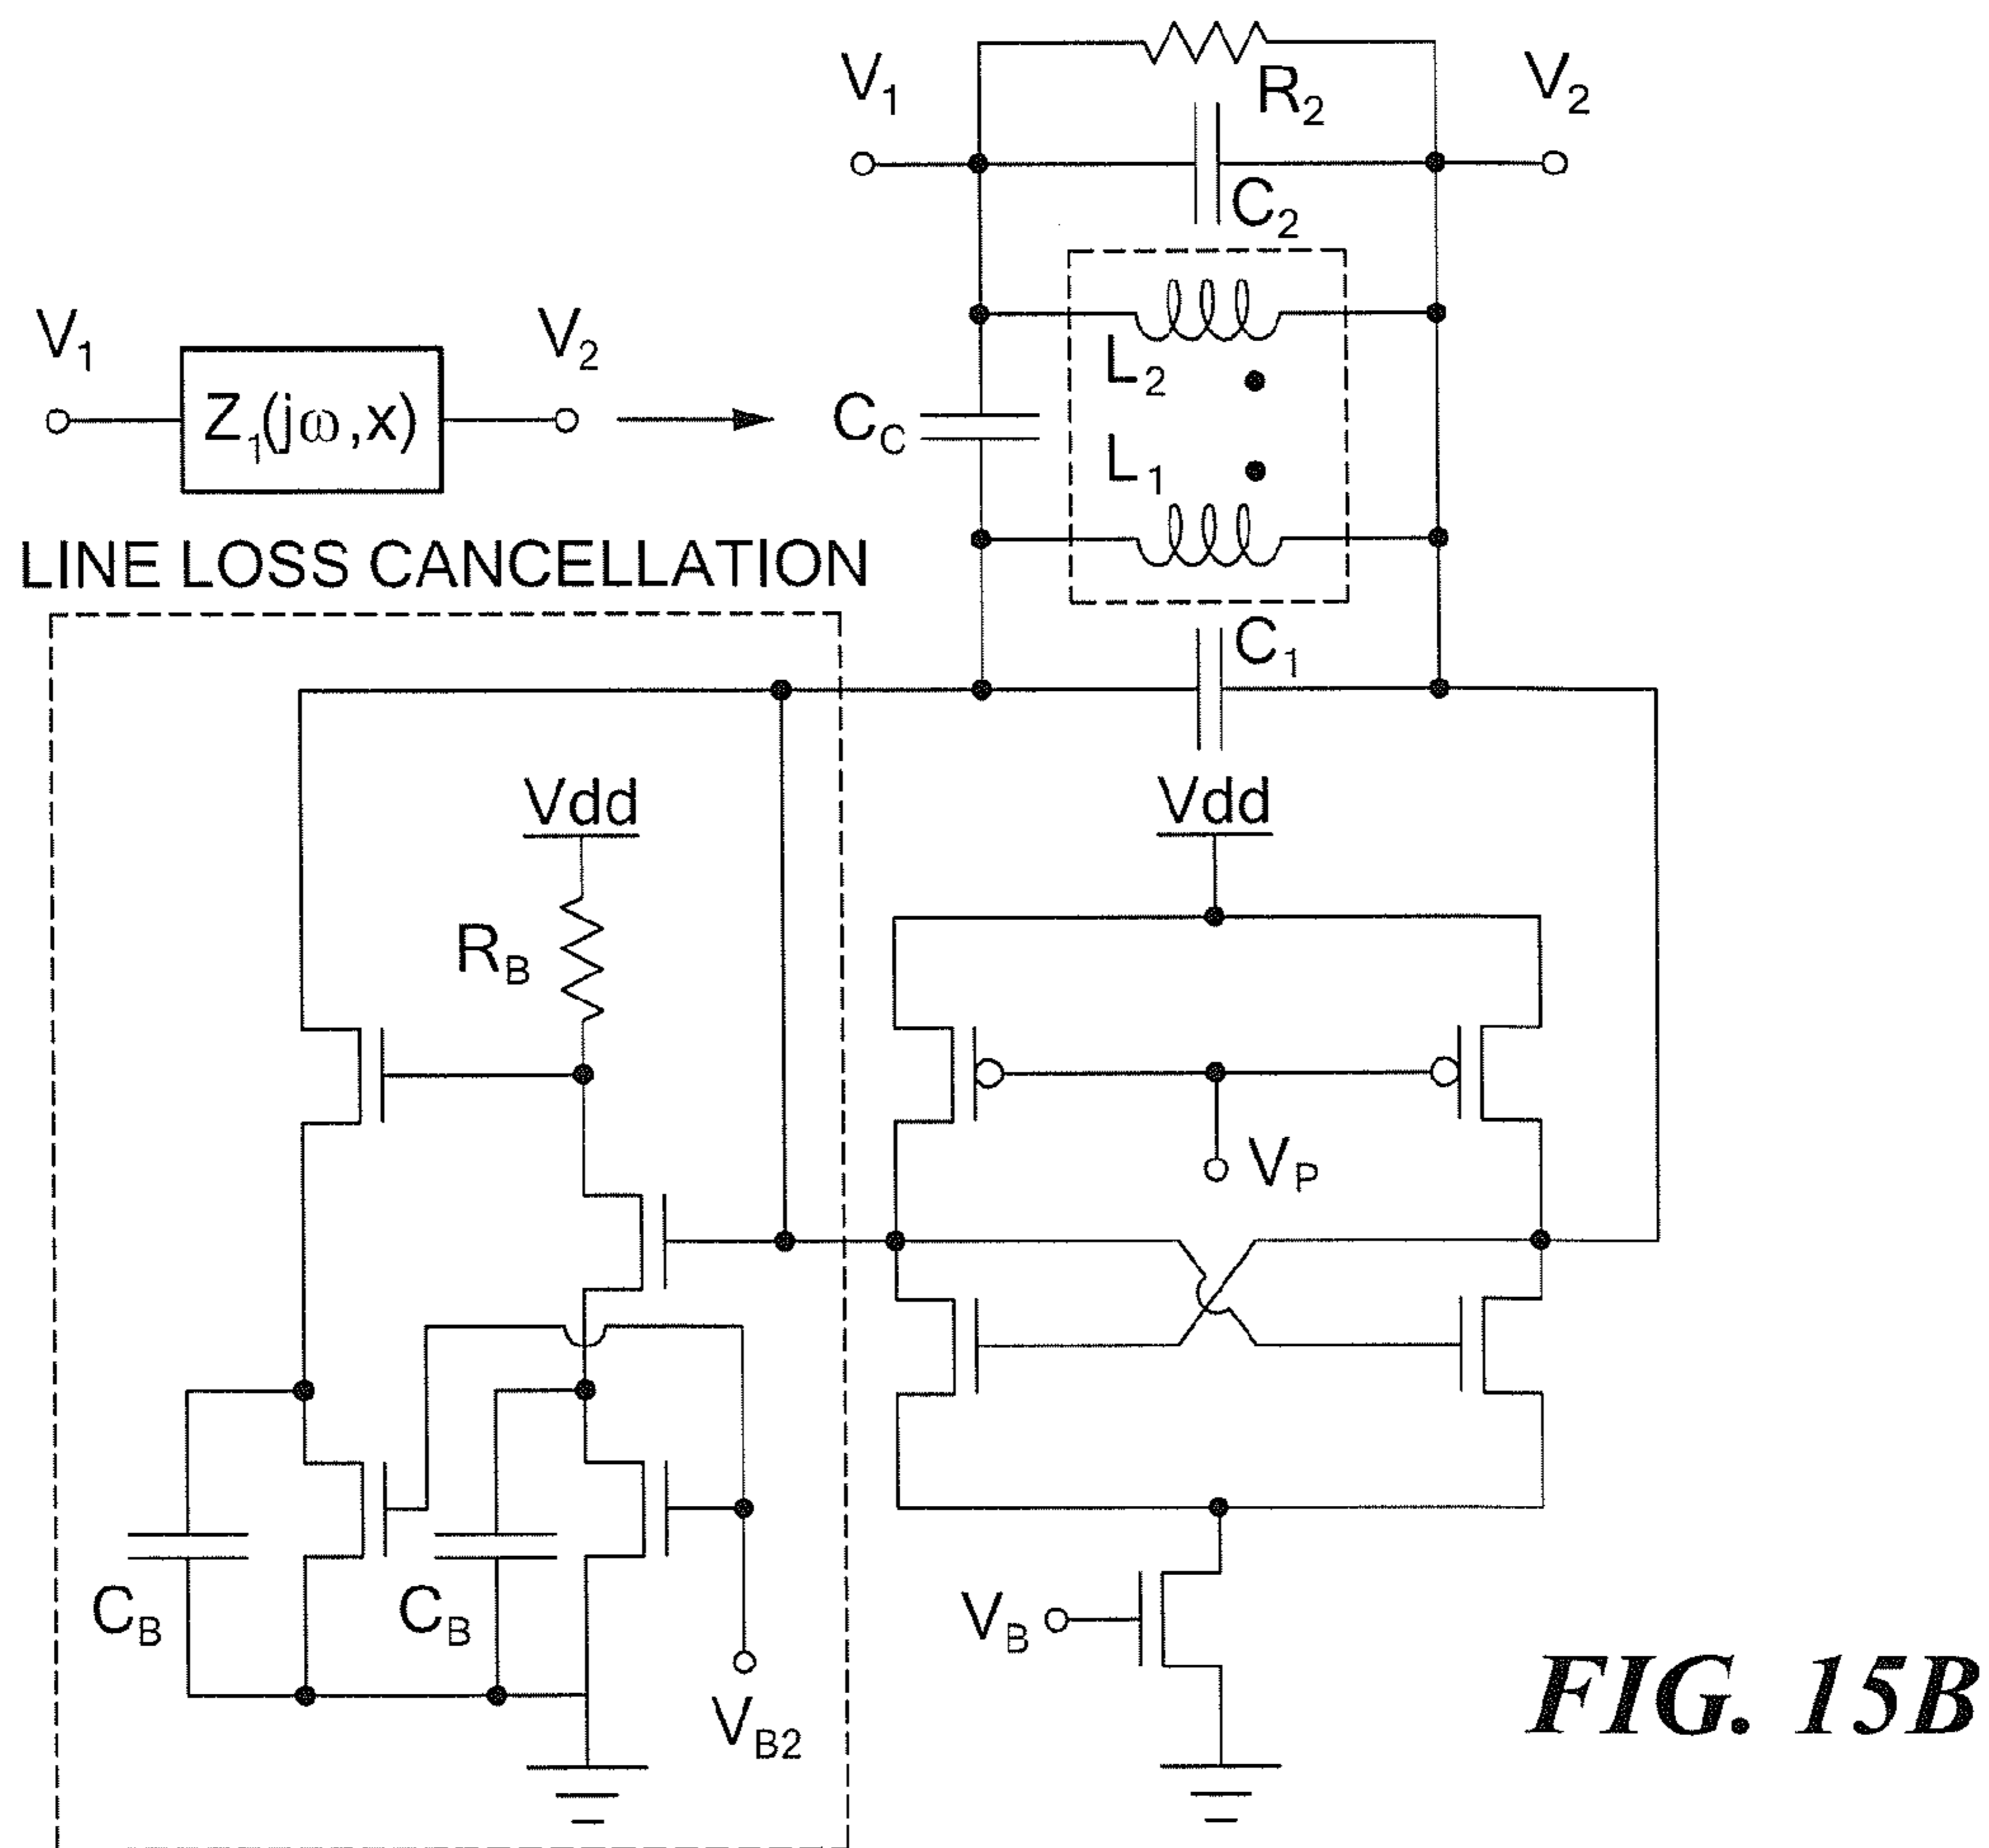 V1
R2
V2
C2
V1
V2
Z1(jω,x)
L2
CC
L1
LINE LOSS CANCELLATION
C1
Vdd
Vdd
RB
VP
CB
CB
VB
VB2
FIG. 15B